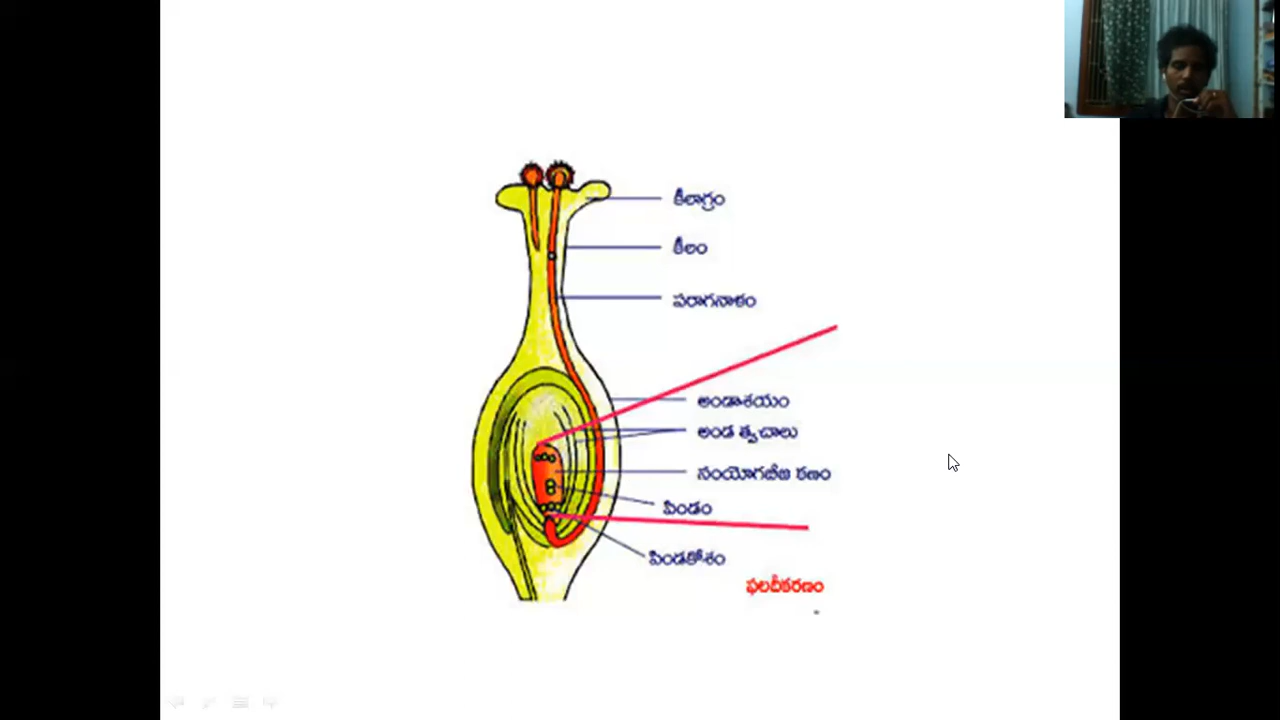 కీలాగ్రం
కీలం
పరాగనాళం
అండాశయం
అండ త్వచాలు
సంయోగబీజ కణం
పిండం
పిండకోశం
ఫలదీకరణం